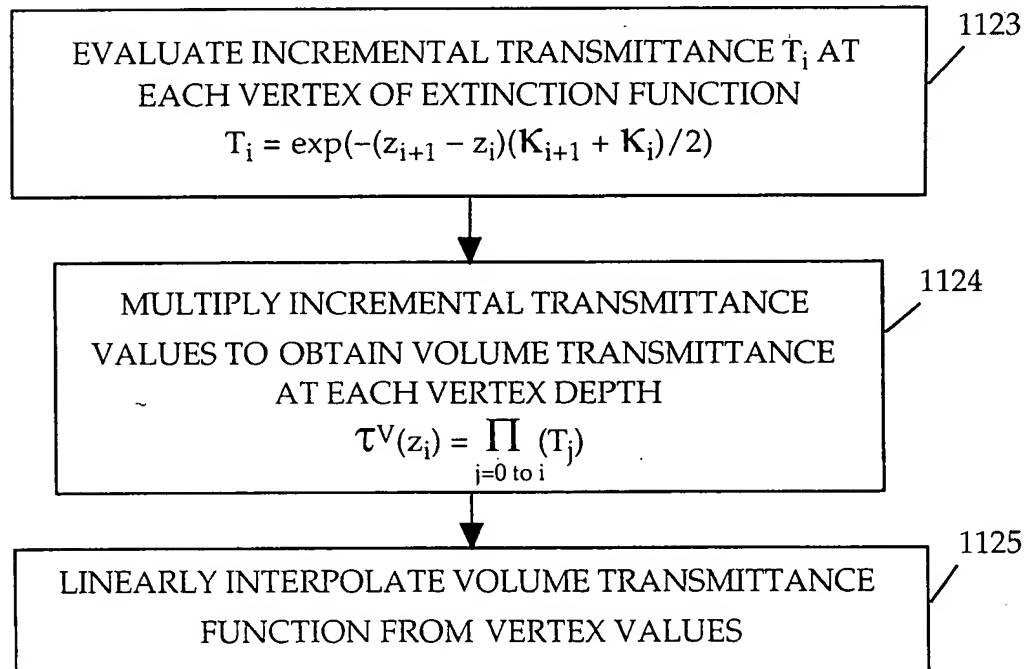 1123
EVALUATE INCREMENTAL TRANSMITTANCE Tᵢ AT
EACH VERTEX OF EXTINCTION FUNCTION
Tᵢ = exp(-(zᵢ₊₁ – zᵢ)(κᵢ₊₁ + κᵢ)/2)
1124
MULTIPLY INCREMENTAL TRANSMITTANCE
VALUES TO OBTAIN VOLUME TRANSMITTANCE
AT EACH VERTEX DEPTH
τⱽ(zᵢ) = Π (Tⱼ)
j=0 to i
1125
LINEARLY INTERPOLATE VOLUME TRANSMITTANCE
FUNCTION FROM VERTEX VALUES